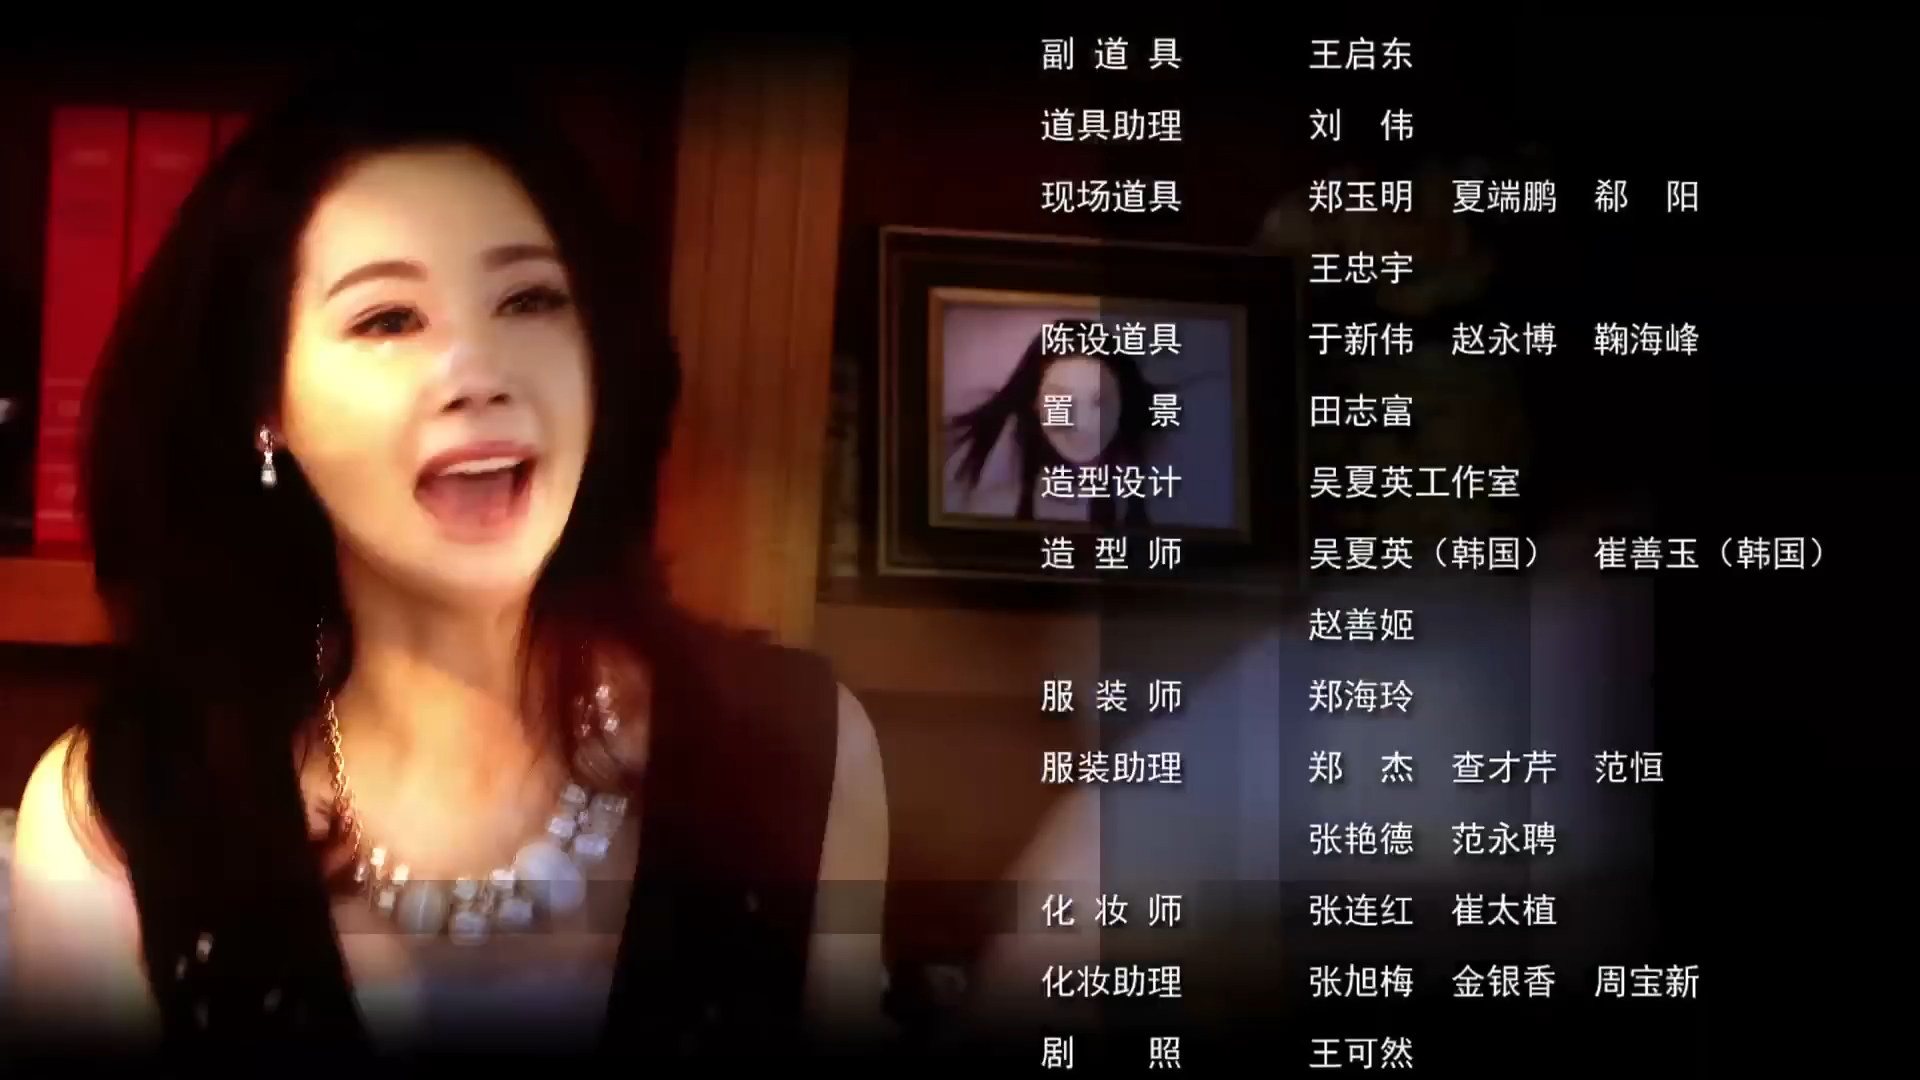 副道具 王启东
道具助理 刘伟
现场道具 郑玉明 夏端鹏 郗阳
王忠宇
陈设道具 于新伟 赵永博 鞠海峰
置景 田志富
造型设计 吴夏英工作室
造型师 吴夏英（韩国） 崔善玉（韩国）
赵善姬
服装师 郑海玲
服装助理 郑杰 查才芹 范恒
张艳德 范永聘
化妆师 张连红 崔太植
化妆助理 张旭梅 金银香 周宝新
剧照 王可然